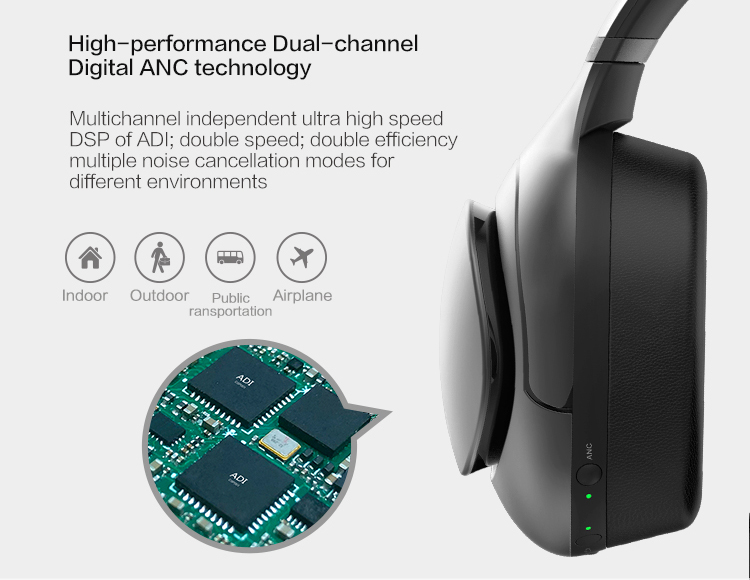 High-performance Dual-channel
Digital ANC technology
Multichannel independent ultra high speed
DSP of ADI; double speed; double efficiency
multiple noise cancellation modes for
different environments
Indoor
Outdoor
Public
ransportation
Airplane
ADI
ADI
ANC